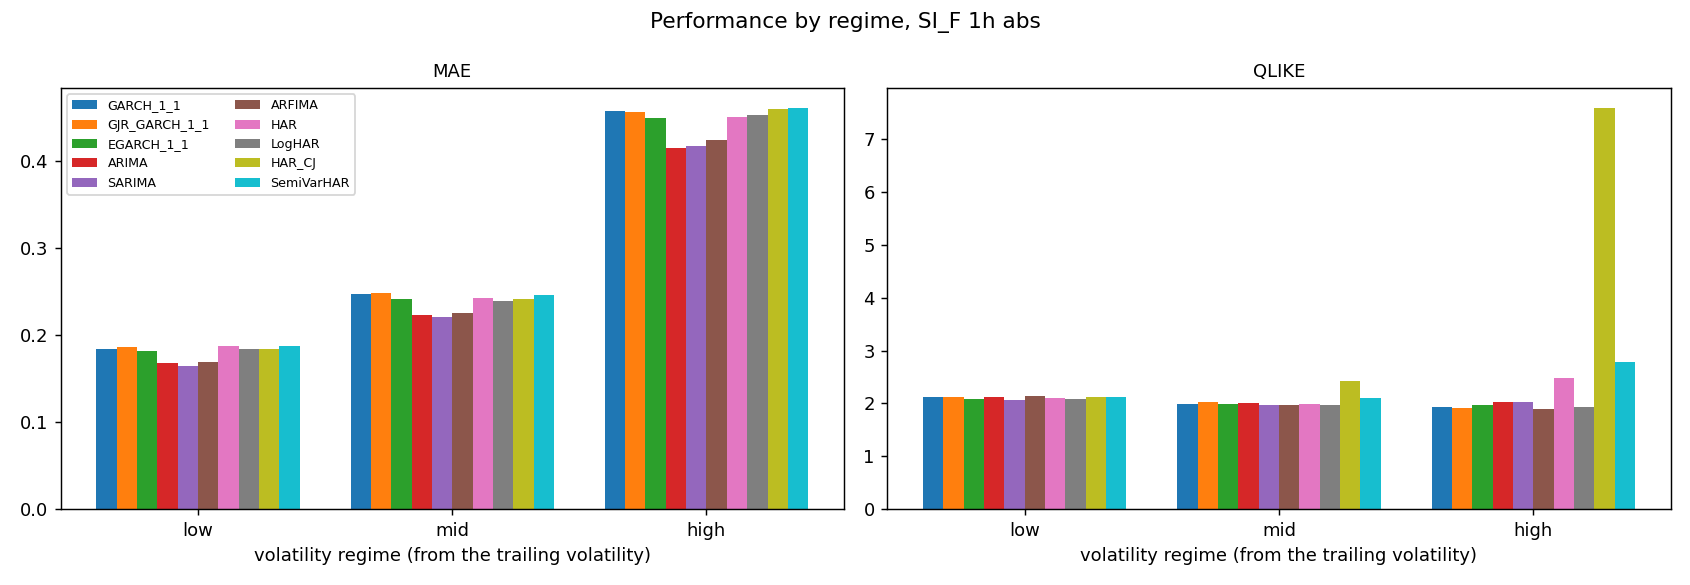 Performance by regime, SI_F 1h abs
MAE
GARCH_1_1
GJR_GARCH_1_1
EGARCH_1_1
ARIMA
SARIMA
ARFIMA
HAR
LogHAR
HAR_CJ
SemiVarHAR
0.4
0.3
0.2
0.1
0.0
low mid high
volatility regime (from the trailing volatility)
QLIKE
7
6
5
4
3
2
1
0
low mid high
volatility regime (from the trailing volatility)